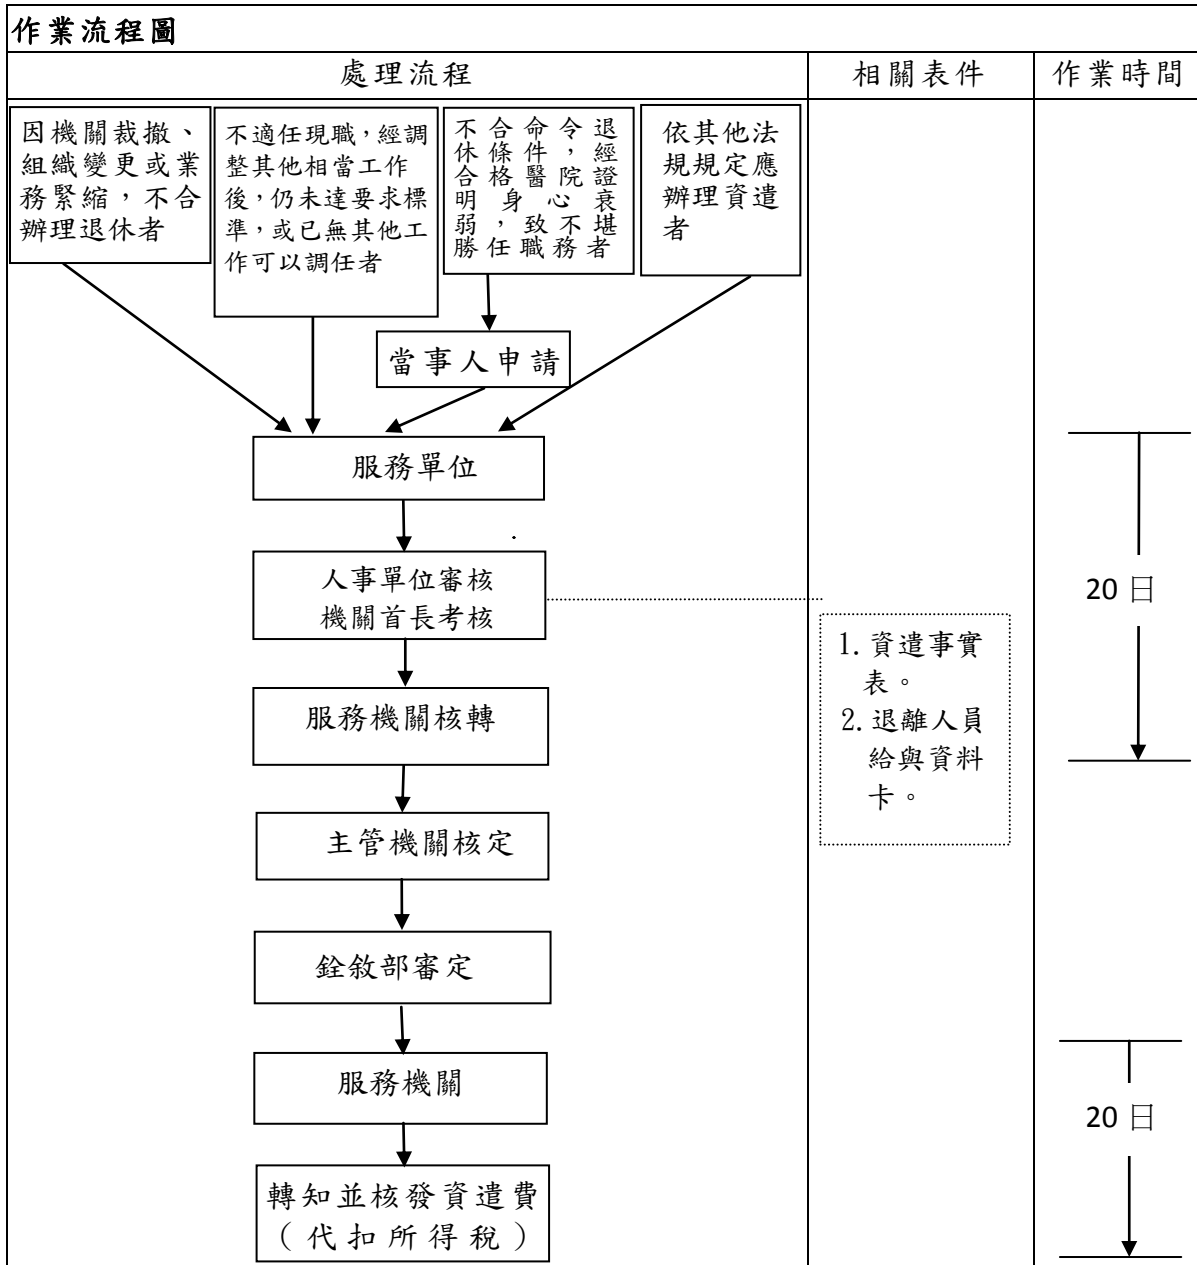 作業流程圖
處理流程
相關表件
作業時間
因機關裁撤、
組織變更或業
務緊縮，不合
辦理退休者
不適任現職，經調
整其他相當工作
後，仍未達要求標
準，或已無其他工
作可以調任者
不合命令退
休條件，經
合格醫院證
明身心衰
弱，致不堪
勝任職務者
依其他法
規規定應
辦理資遣
者
當事人申請
服務單位
人事單位審核
機關首長考核
服務機關核轉
主管機關核定
銓敘部審定
服務機關
轉知並核發資遣費
（代扣所得稅）
1.資遣事實
表。
2.退離人員
給與資料
卡。
20 日
20 日